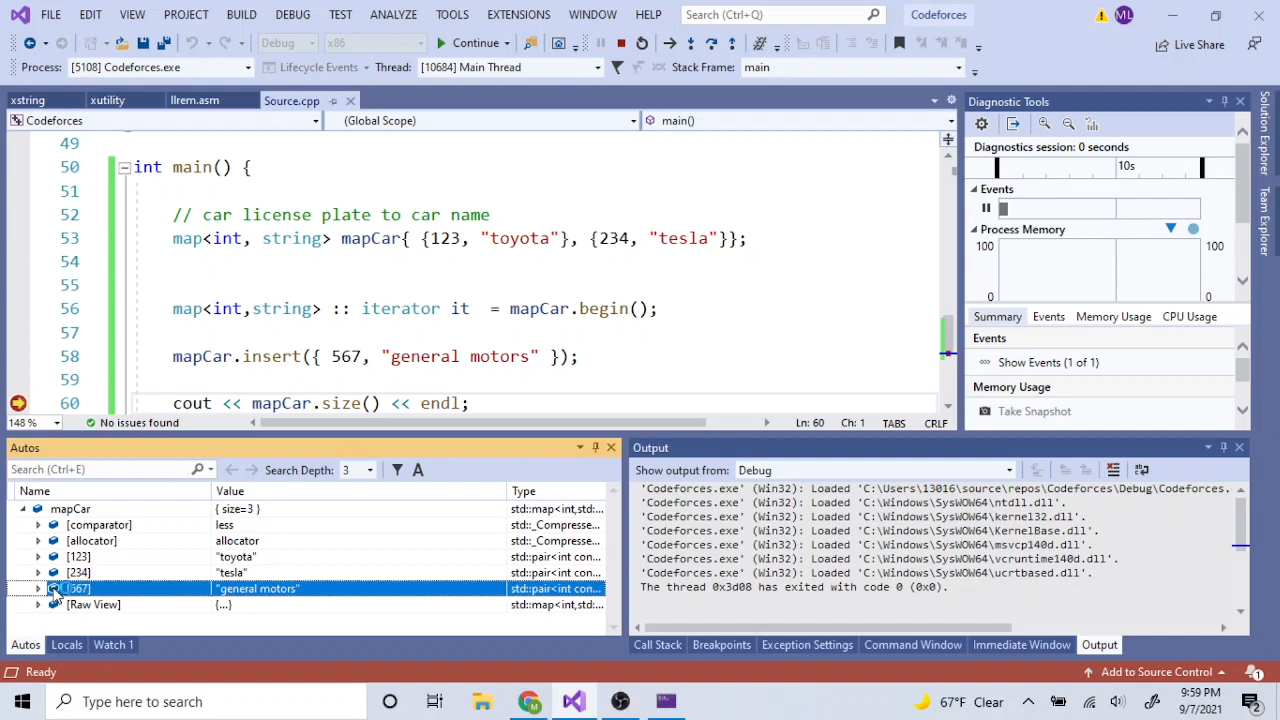 FILE EDIT VIEW PROJECT BUILD DEBUG TEST ANALYZE TOOLS EXTENSIONS WINDOW HELP Search (Ctrl+Q) Codeforces ML
Debug x86 Continue Live Share
Process: [5108] Codeforces.exe Lifecycle Events Thread: [10684] Main Thread Stack Frame: main
xstring xutility llrem.asm Source.cpp
Codeforces (Global Scope) main()
49
50 int main() {
51
52 // car license plate to car name
53 map<int, string> mapCar{ {123, "toyota"}, {234, "tesla"}};
54
55
56 map<int,string> :: iterator it = mapCar.begin();
57
58 mapCar.insert({ 567, "general motors" });
59
60 cout << mapCar.size() << endl;
148 % No issues found Ln: 60 Ch: 1 TABS CRLF
Diagnostic Tools
Diagnostics session: 0 seconds
10s
Events
Process Memory
100 100
0 0
Summary Events Memory Usage CPU Usage
Events
Show Events (1 of 1)
Memory Usage
Take Snapshot
Solution Explorer
Team Explorer
Autos
Search (Ctrl+E) Search Depth: 3 A
Name Value Type
mapCar { size=3 } std::map<int,std:...
[comparator] less std::_Compresse...
[allocator] allocator std::_Compresse...
[123] "toyota" std::pair<int con...
[234] "tesla" std::pair<int con...
[567] "general motors" std::pair<int con...
[Raw View] {...} std::map<int,std:...
Autos Locals Watch 1
Output
Show output from: Debug
'Codeforces.exe' (Win32): Loaded 'C:\Users\13016\source\repos\Codeforces\Debug\Codeforces.
'Codeforces.exe' (Win32): Loaded 'C:\Windows\SysWOW64\ntdll.dll'.
'Codeforces.exe' (Win32): Loaded 'C:\Windows\SysWOW64\kernel32.dll'.
'Codeforces.exe' (Win32): Loaded 'C:\Windows\SysWOW64\KernelBase.dll'.
'Codeforces.exe' (Win32): Loaded 'C:\Windows\SysWOW64\msvcp140d.dll'.
'Codeforces.exe' (Win32): Loaded 'C:\Windows\SysWOW64\vcruntime140d.dll'.
'Codeforces.exe' (Win32): Loaded 'C:\Windows\SysWOW64\ucrtbased.dll'.
The thread 0x3d08 has exited with code 0 (0x0).
Call Stack Breakpoints Exception Settings Command Window Immediate Window Output
Ready Add to Source Control 1
Type here to search 67°F Clear 9:59 PM
9/7/2021 2